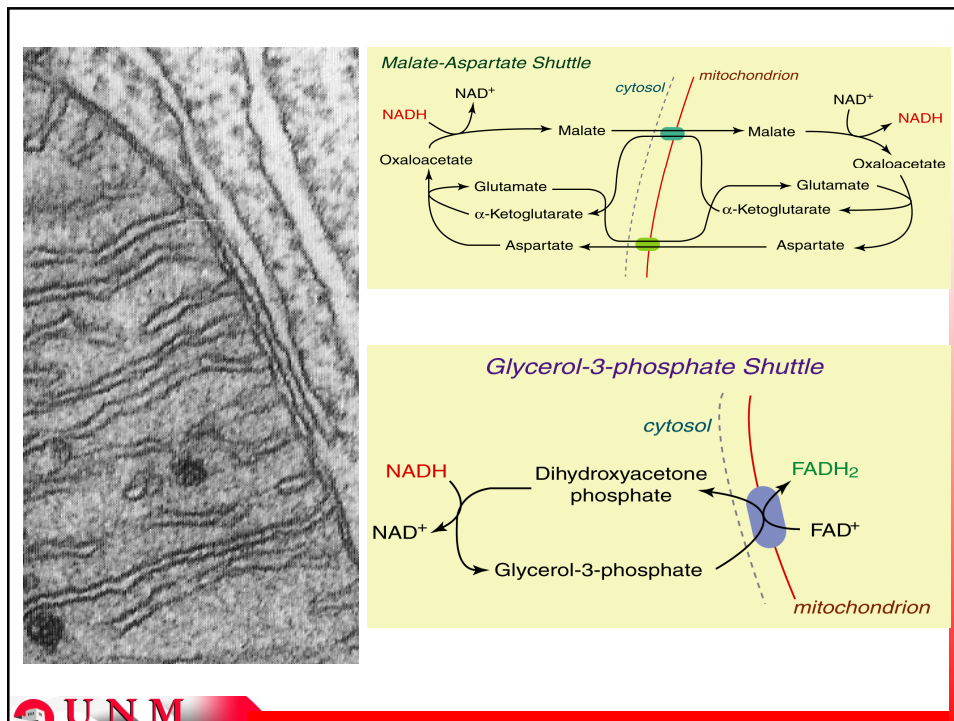 Malate-Aspartate Shuttle
cytosol
mitochondrion
NADH
NAD+
Malate
Malate
NAD+
NADH
Oxaloacetate
Oxaloacetate
Glutamate
Glutamate
α-Ketoglutarate
α-Ketoglutarate
Aspartate
Aspartate
Glycerol-3-phosphate Shuttle
cytosol
NADH
Dihydroxyacetone
phosphate
FADH2
NAD+
FAD+
Glycerol-3-phosphate
mitochondrion
UNM